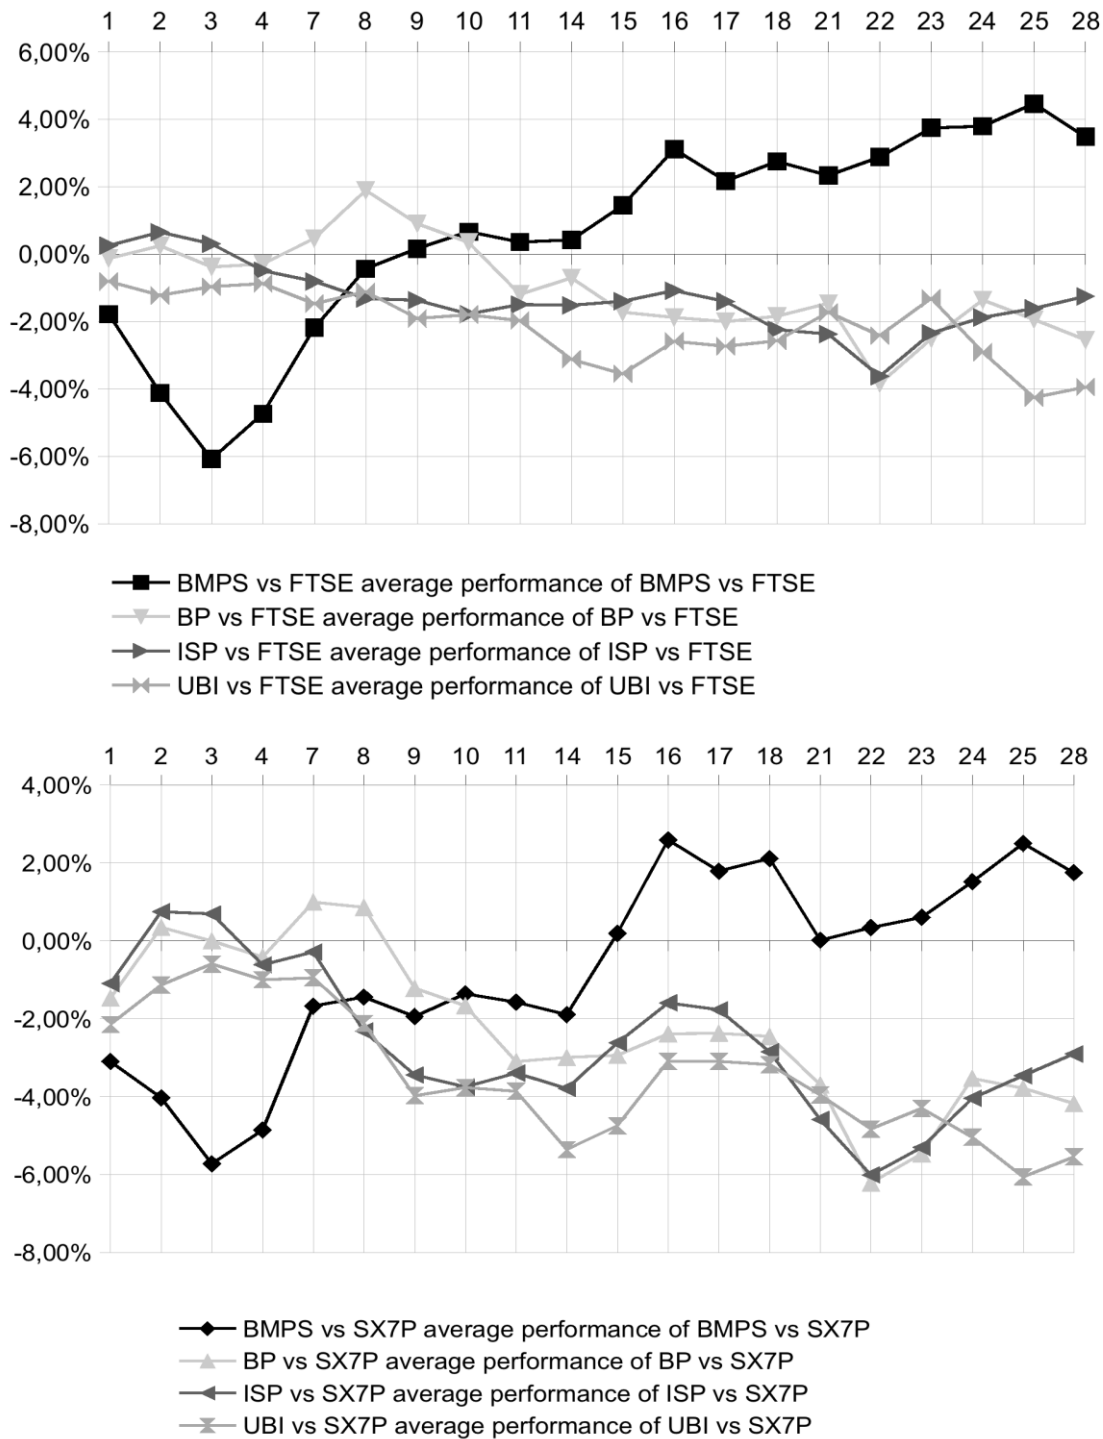 1 2 3 4 7 8 9 10 11 14 15 16 17 18 21 22 23 24 25 28
6,00%
4,00%
2,00%
0,00%
-2,00%
-4,00%
-6,00%
-8,00%
BMPS vs FTSE average performance of BMPS vs FTSE
BP vs FTSE average performance of BP vs FTSE
ISP vs FTSE average performance of ISP vs FTSE
UBI vs FTSE average performance of UBI vs FTSE
1 2 3 4 7 8 9 10 11 14 15 16 17 18 21 22 23 24 25 28
4,00%
2,00%
0,00%
-2,00%
-4,00%
-6,00%
-8,00%
BMPS vs SX7P average performance of BMPS vs SX7P
BP vs SX7P average performance of BP vs SX7P
ISP vs SX7P average performance of ISP vs SX7P
UBI vs SX7P average performance of UBI vs SX7P